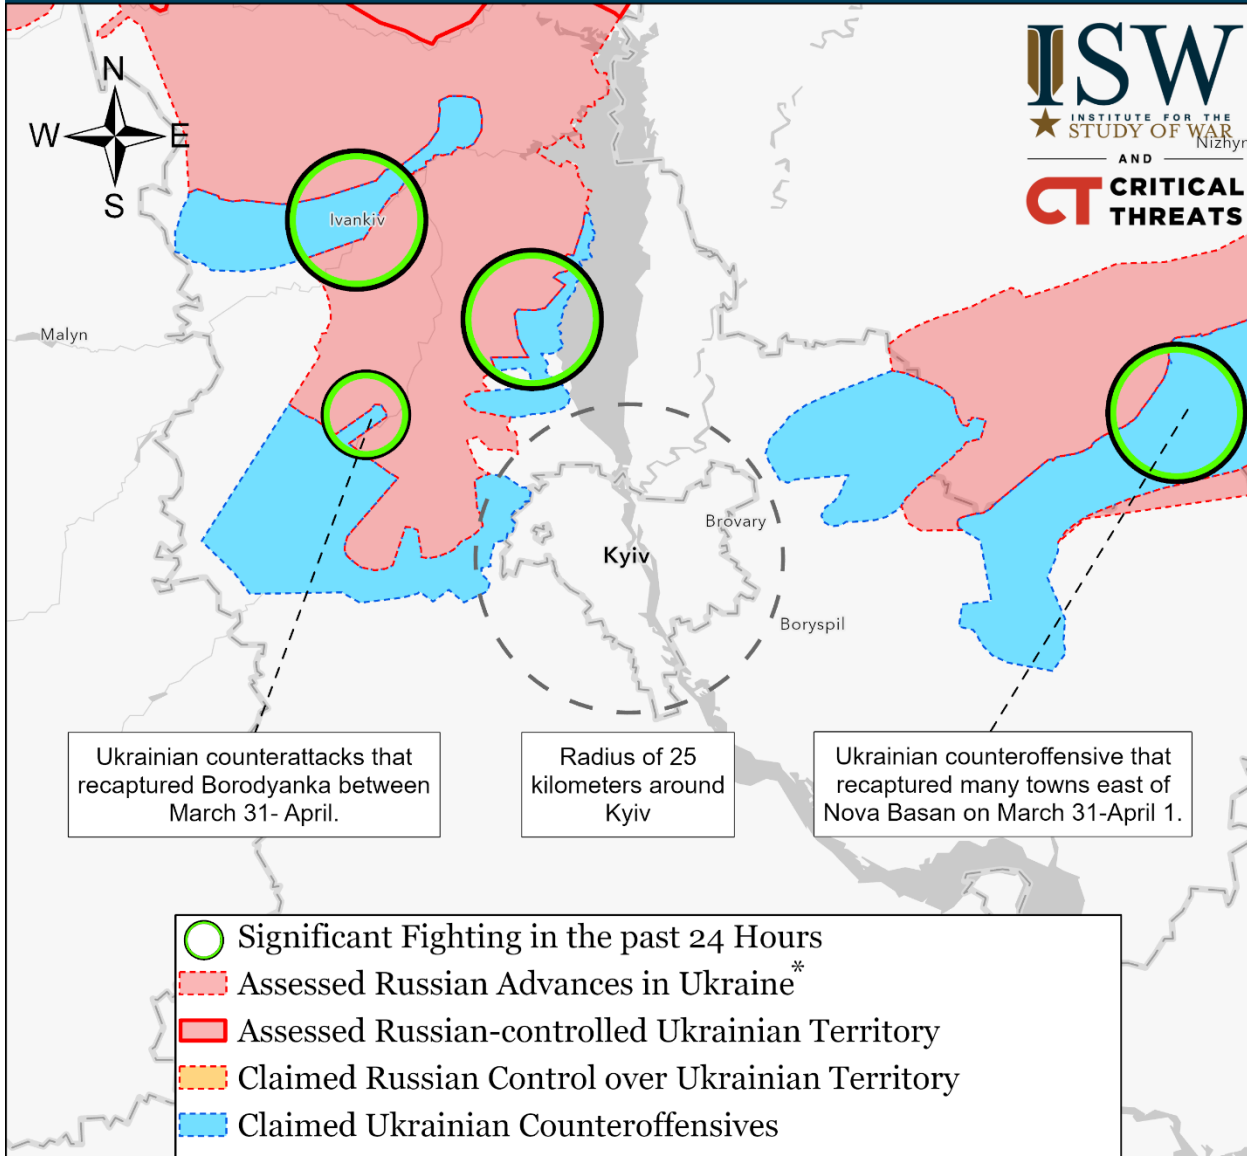 N
W E
S
ISW
INSTITUTE FOR THE
STUDY OF WAR
AND
CT CRITICAL
THREATS
Nizhyn
Ivankiv
Malyn
Brovary
Kyiv
Boryspil
Ukrainian counterattacks that
recaptured Borodyanka between
March 31- April.
Radius of 25
kilometers around
Kyiv
Ukrainian counteroffensive that
recaptured many towns east of
Nova Basan on March 31-April 1.
Significant Fighting in the past 24 Hours
Assessed Russian Advances in Ukraine*
Assessed Russian-controlled Ukrainian Territory
Claimed Russian Control over Ukrainian Territory
Claimed Ukrainian Counteroffensives